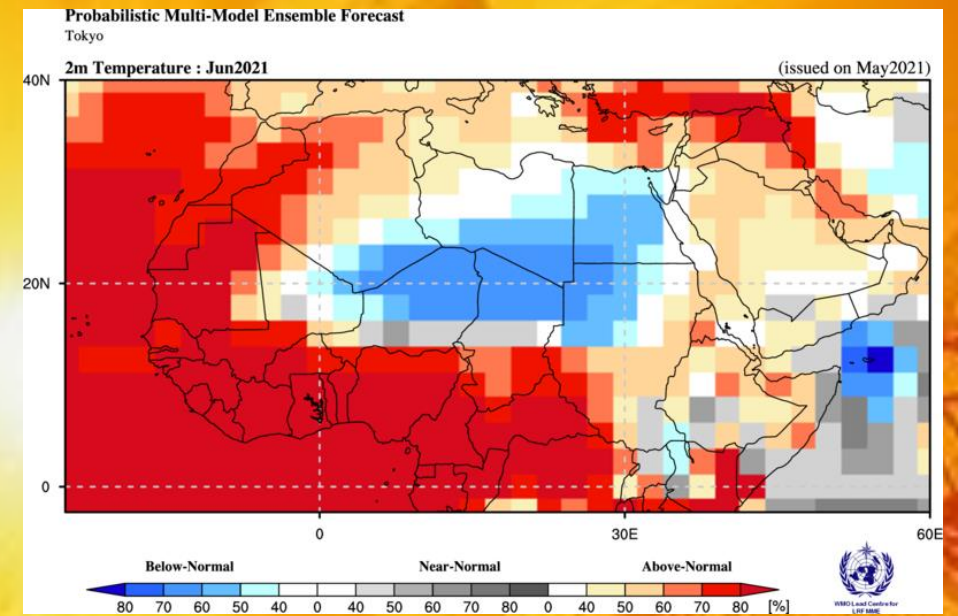 Probabilistic Multi-Model Ensemble Forecast
Tokyo
2m Temperature : Jun2021 (issued on May2021)
40N
20N
0
0 30E 60E
Below-Normal Near-Normal Above-Normal
80 70 60 50 40 0 40 50 60 70 80 0 40 50 60 70 80 [%]
WMO Lead Centre for
LRF MME